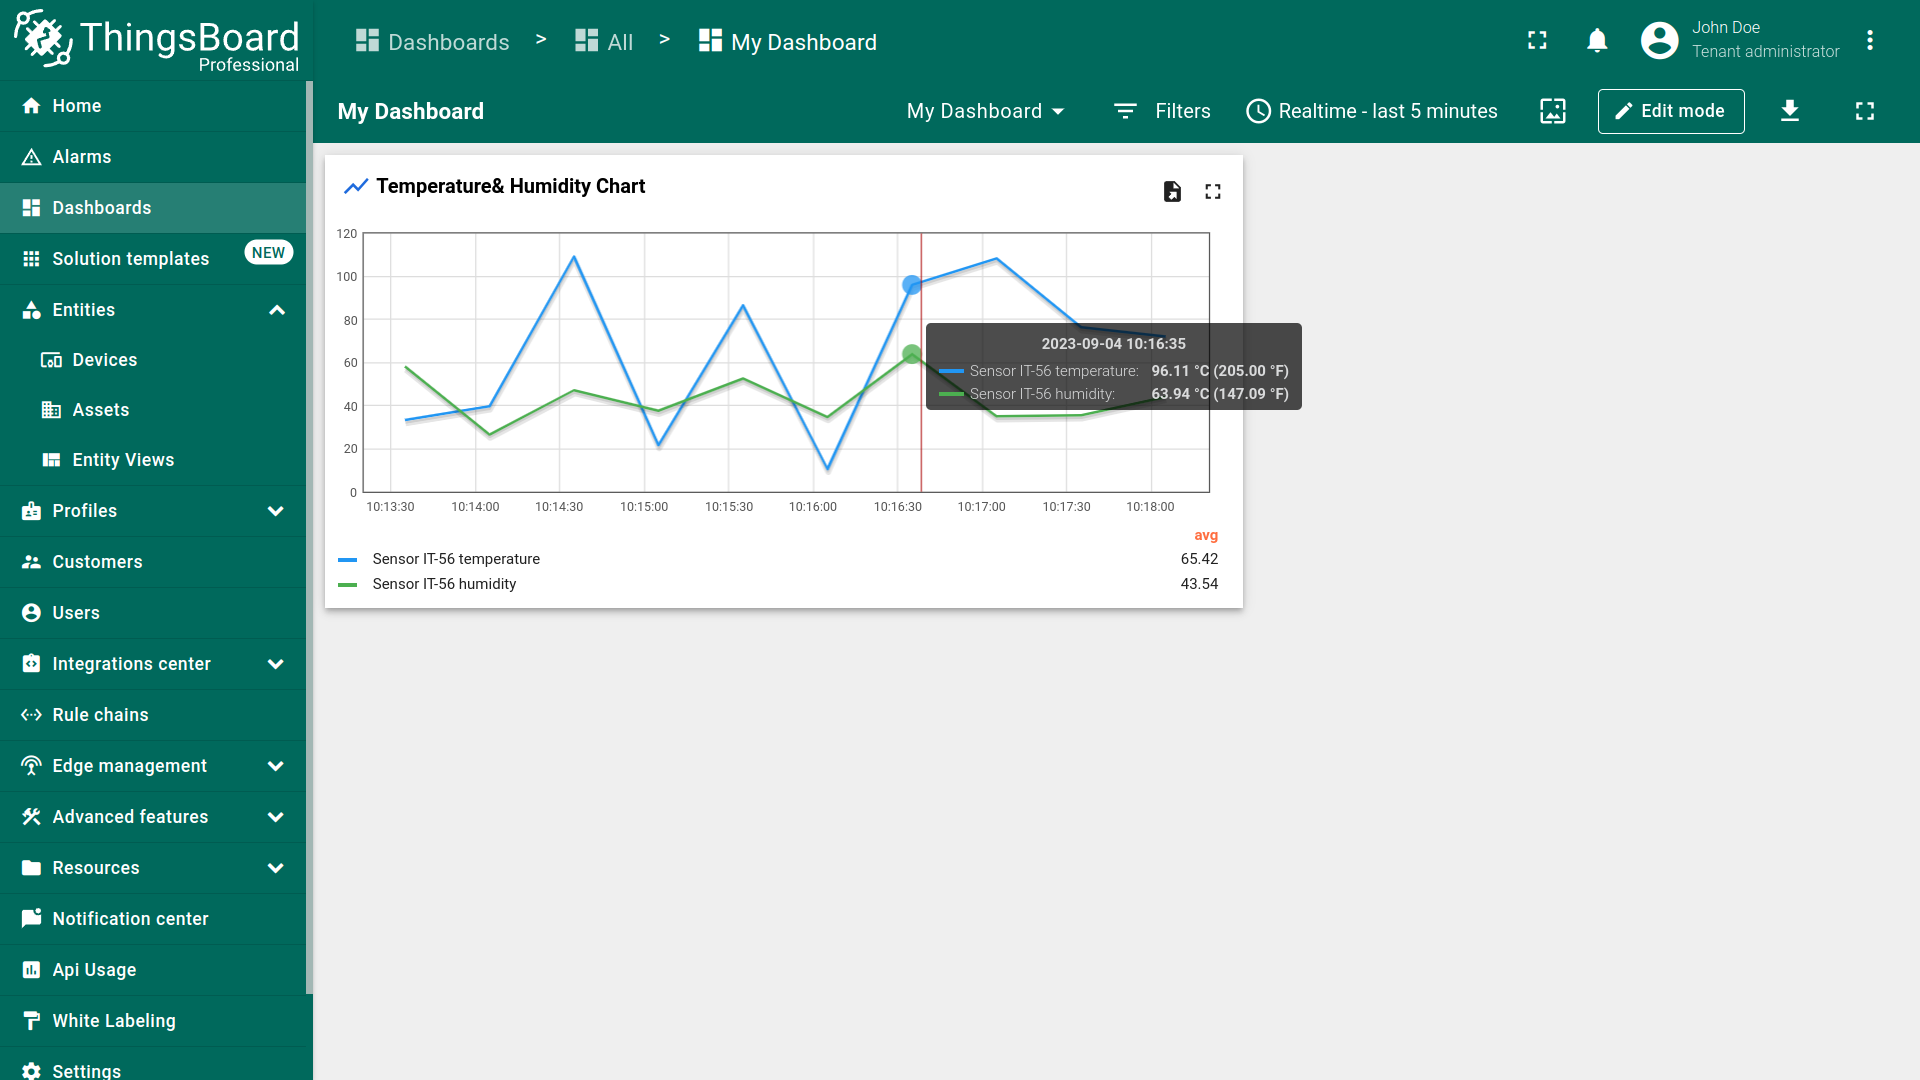 ThingsBoard
Professional
Dashboards > All > My Dashboard
John Doe
Tenant administrator
My Dashboard
My Dashboard
Filters
Realtime - last 5 minutes
Edit mode
Home
Alarms
Dashboards
Solution templates NEW
Entities
Devices
Assets
Entity Views
Profiles
Customers
Users
Integrations center
Rule chains
Edge management
Advanced features
Resources
Notification center
Api Usage
White Labeling
Settings
Temperature& Humidity Chart
120
100
80
60
40
20
0
10:13:30 10:14:00 10:14:30 10:15:00 10:15:30 10:16:00 10:16:30 10:17:00 10:17:30 10:18:00
2023-09-04 10:16:35
Sensor IT-56 temperature: 96.11 °C (205.00 °F)
Sensor IT-56 humidity: 63.94 °C (147.09 °F)
avg
Sensor IT-56 temperature 65.42
Sensor IT-56 humidity 43.54